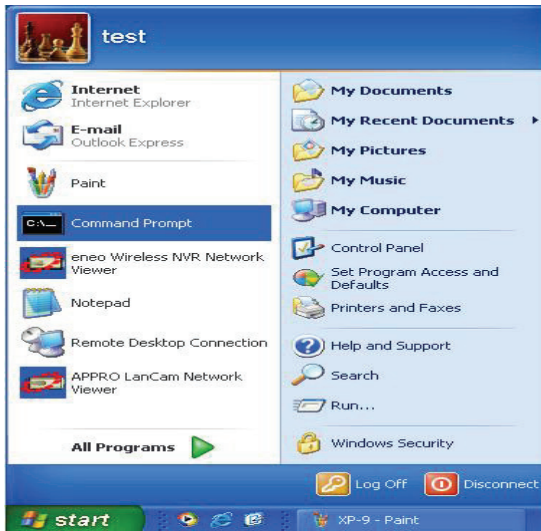 test
Internet
Internet Explorer
E-mail
Outlook Express
Paint
C:\_
Command Prompt
eneo Wireless NVR Network
Viewer
Notepad
Remote Desktop Connection
APPRO LanCam Network
Viewer
All Programs
My Documents
My Recent Documents
My Pictures
My Music
My Computer
Control Panel
Set Program Access and
Defaults
Printers and Faxes
Help and Support
Search
Run...
Windows Security
Log Off
Disconnect
start
XP-9 - Paint